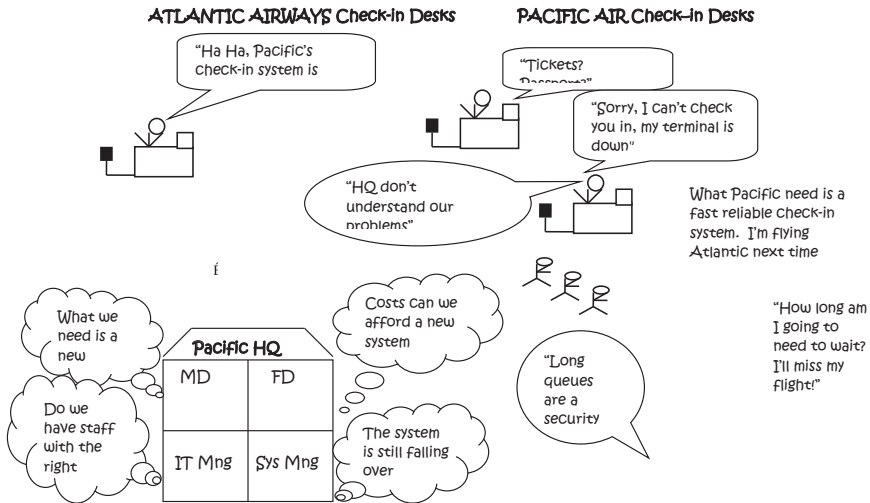 ATLANTIC AIRWAYS Check-in Desks
PACIFIC AIR Check-in Desks
"Ha Ha, Pacific's
check-in system is
"Tickets?
Passport?"
"Sorry, I can't check
you in, my terminal is
down"
"HQ don't
understand our
problems"
What Pacific need is a
fast reliable check-in
system. I'm flying
Atlantic next time
É
What we
need is a
new
Costs can we
afford a new
system
"How long am
I going to
need to wait?
I'll miss my
flight!"
Pacific HQ
MD
FD
"Long
queues
are a
security
Do we
have staff
with the
right
The system
is still falling
over
IT Mng
Sys Mng